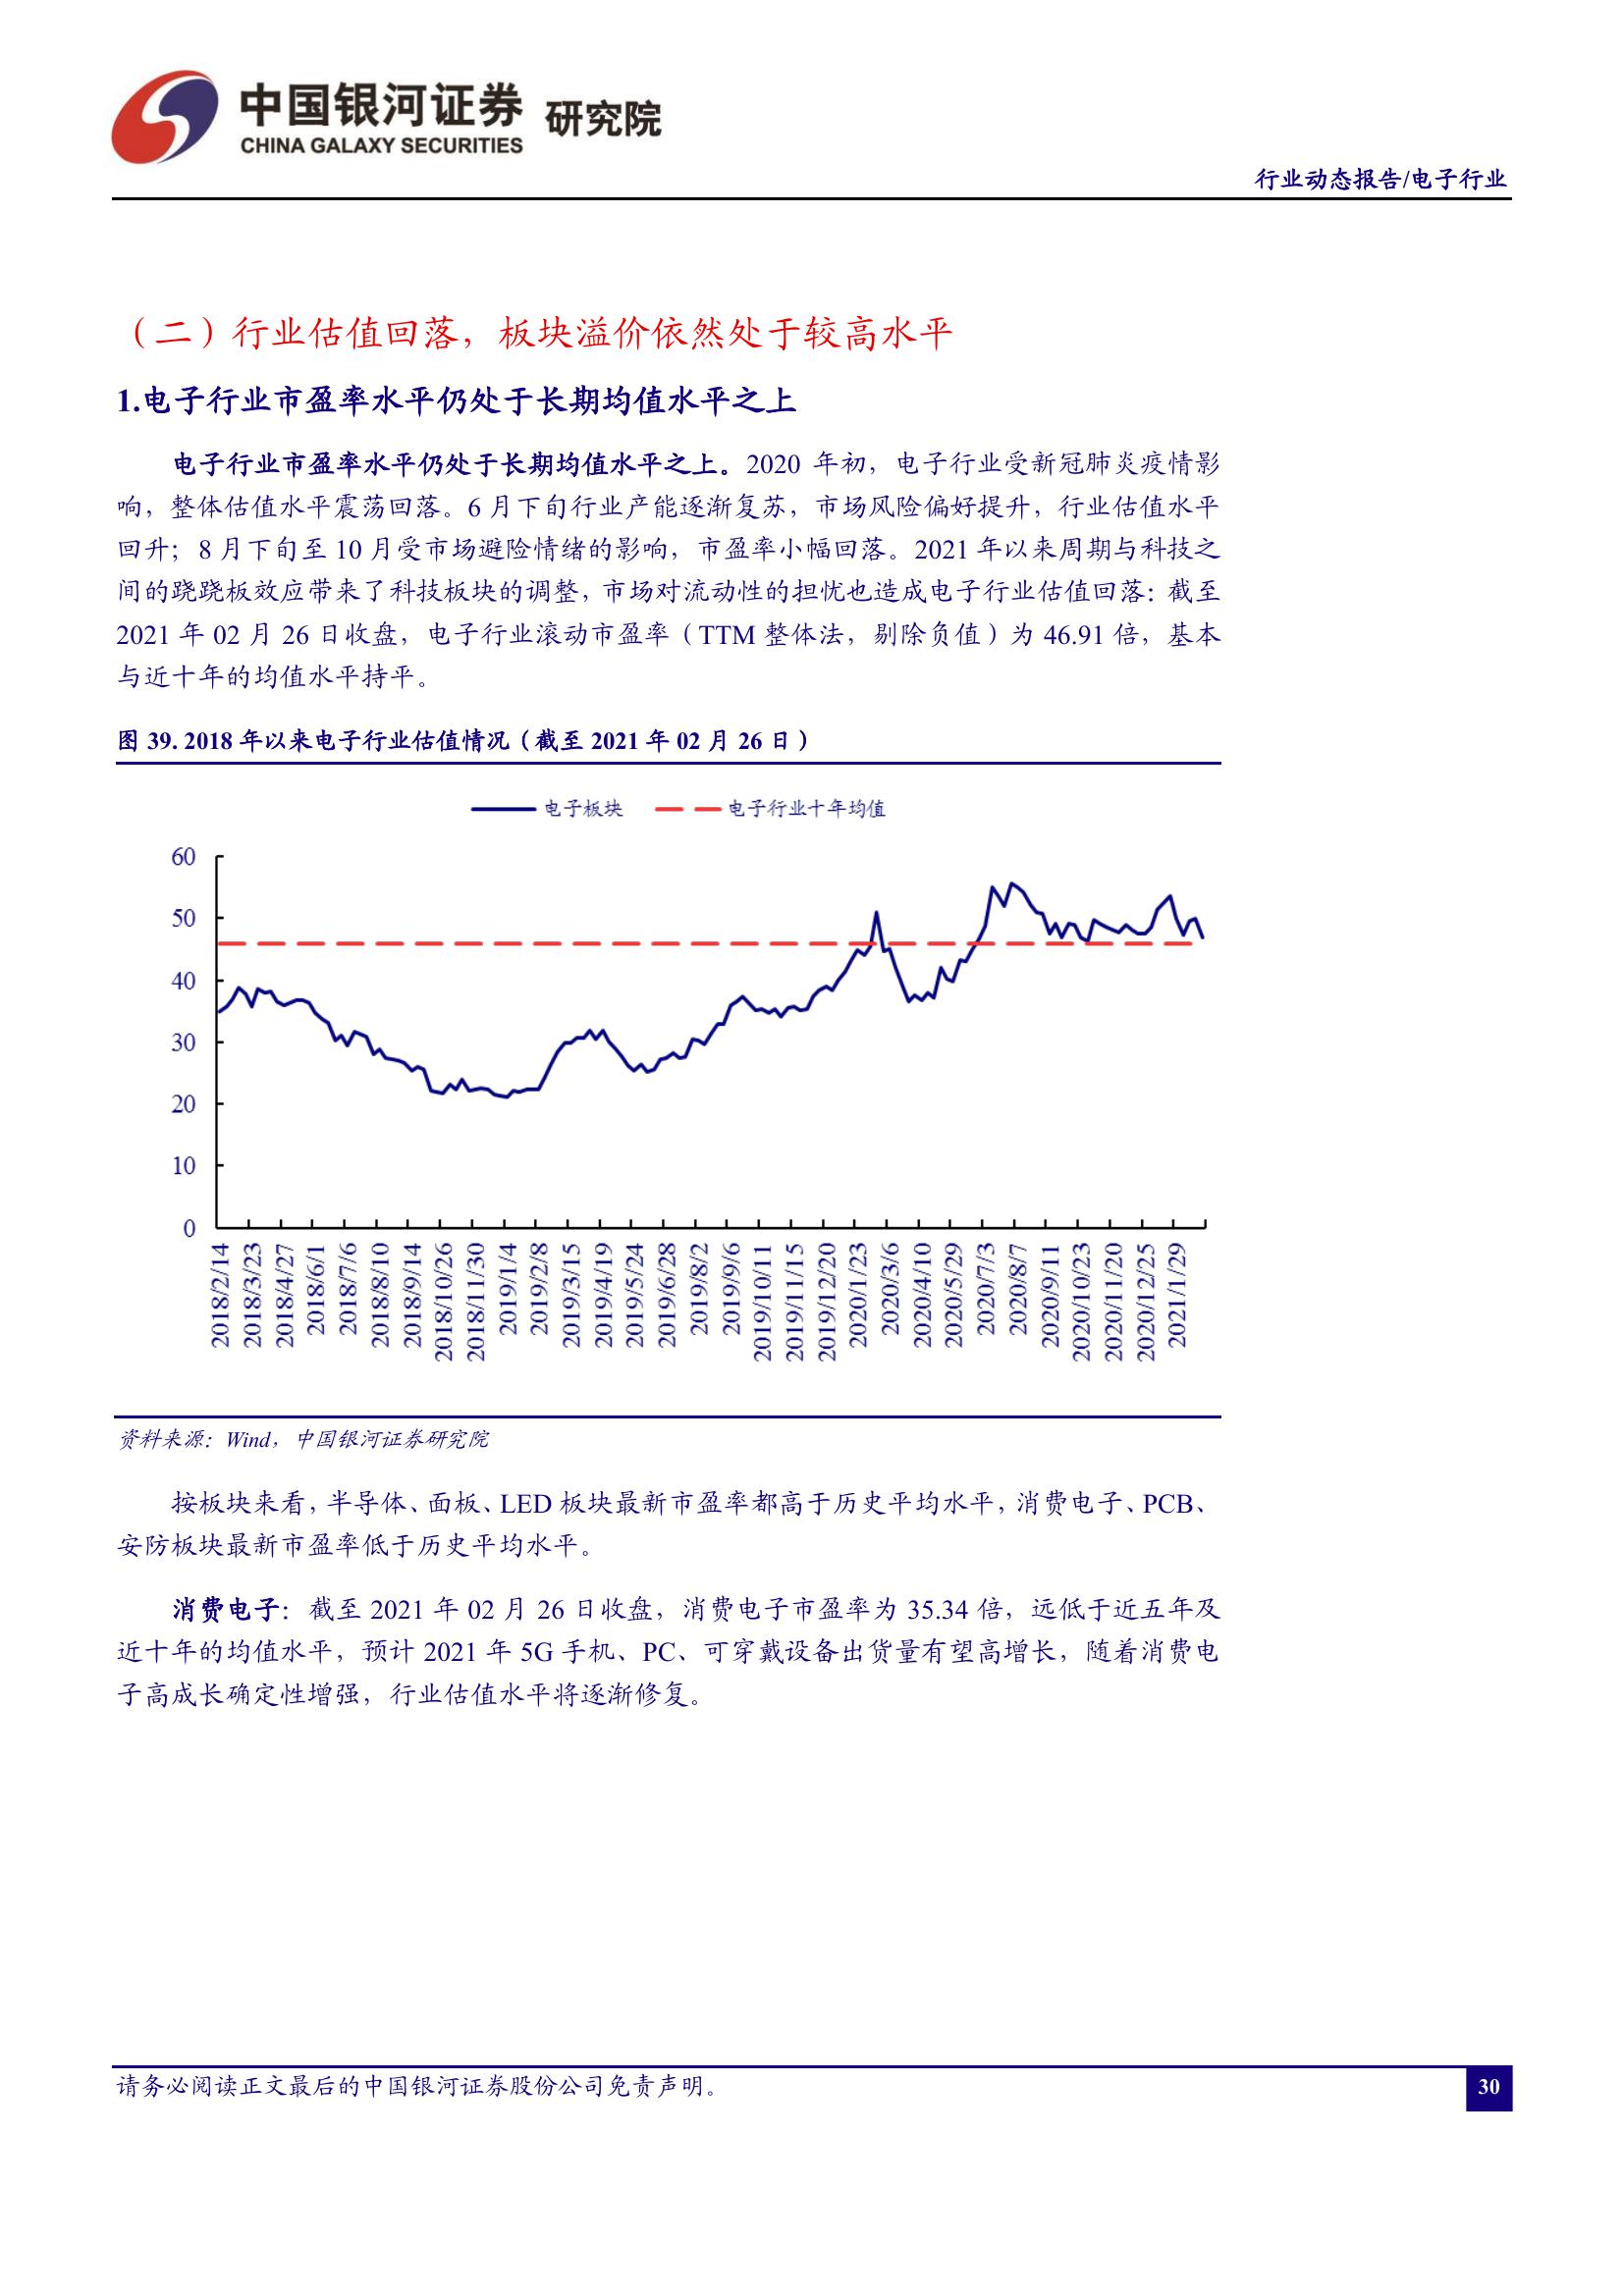 中国银河证券 研究院
CHINA GALAXY SECURITIES
行业动态报告/电子行业
（二）行业估值回落，板块溢价依然处于较高水平
1.电子行业市盈率水平仍处于长期均值水平之上
电子行业市盈率水平仍处于长期均值水平之上。2020 年初，电子行业受新冠肺炎疫情影
响，整体估值水平震荡回落。6 月下旬行业产能逐渐复苏，市场风险偏好提升，行业估值水平
回升；8 月下旬至 10 月受市场避险情绪的影响，市盈率小幅回落。2021 年以来周期与科技之
间的跷跷板效应带来了科技板块的调整，市场对流动性的担忧也造成电子行业估值回落：截至
2021 年 02 月 26 日收盘，电子行业滚动市盈率（TTM 整体法，剔除负值）为 46.91 倍，基本
与近十年的均值水平持平。
图 39. 2018 年以来电子行业估值情况（截至 2021 年 02 月 26 日）
电子板块 电子行业十年均值
60
50
40
30
20
10
0
2018/2/14
2018/3/23
2018/4/27
2018/6/1
2018/7/6
2018/8/10
2018/9/14
2018/10/26
2018/11/30
2019/1/4
2019/2/8
2019/3/15
2019/4/19
2019/5/24
2019/6/28
2019/8/2
2019/9/6
2019/10/11
2019/11/15
2019/12/20
2020/1/23
2020/3/6
2020/4/10
2020/5/29
2020/7/3
2020/8/7
2020/9/11
2020/10/23
2020/11/20
2020/12/25
2021/1/29
资料来源：Wind，中国银河证券研究院
按板块来看，半导体、面板、LED 板块最新市盈率都高于历史平均水平，消费电子、PCB、
安防板块最新市盈率低于历史平均水平。
消费电子：截至 2021 年 02 月 26 日收盘，消费电子市盈率为 35.34 倍，远低于近五年及
近十年的均值水平，预计 2021 年 5G 手机、PC、可穿戴设备出货量有望高增长，随着消费电
子高成长确定性增强，行业估值水平将逐渐修复。
请务必阅读正文最后的中国银河证券股份公司免责声明。
30